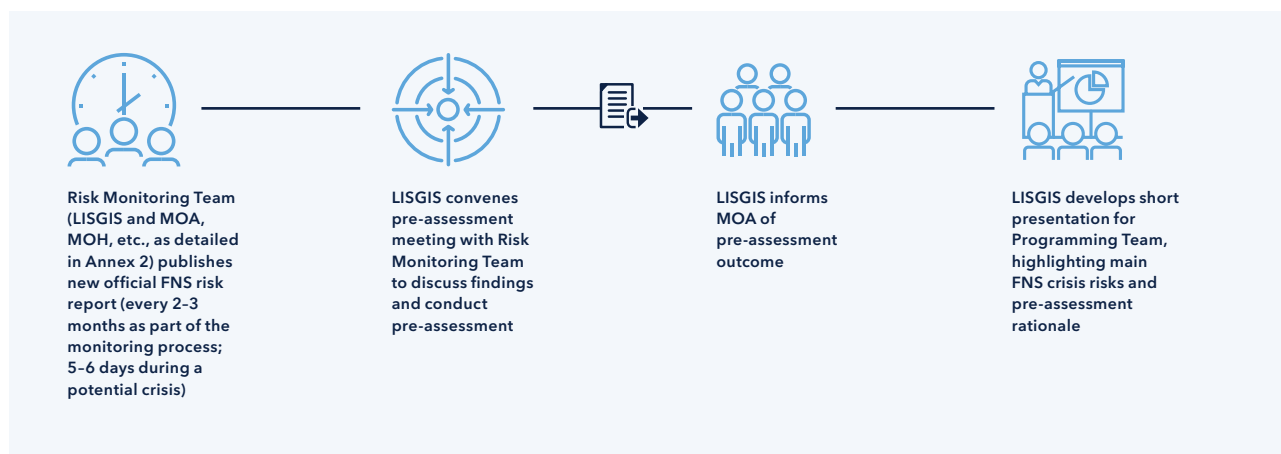 Risk Monitoring Team
(LISGIS and MOA,
MOH, etc., as detailed
in Annex 2) publishes
new official FNS risk
report (every 2–3
months as part of the
monitoring process;
5–6 days during a
potential crisis)
LISGIS convenes
pre-assessment
meeting with Risk
Monitoring Team
to discuss findings
and conduct
pre-assessment
LISGIS informs
MOA of
pre-assessment
outcome
LISGIS develops short
presentation for
Programming Team,
highlighting main
FNS crisis risks and
pre-assessment
rationale